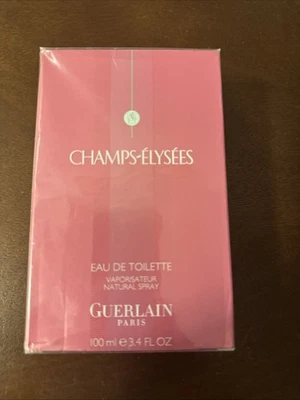 CHAMPS-ÉLYSÉES
EAU DE TOILETTE
VAPORISATEUR
NATURAL SPRAY
GUERLAIN
PARIS
100 ml e 3.4 FL OZ